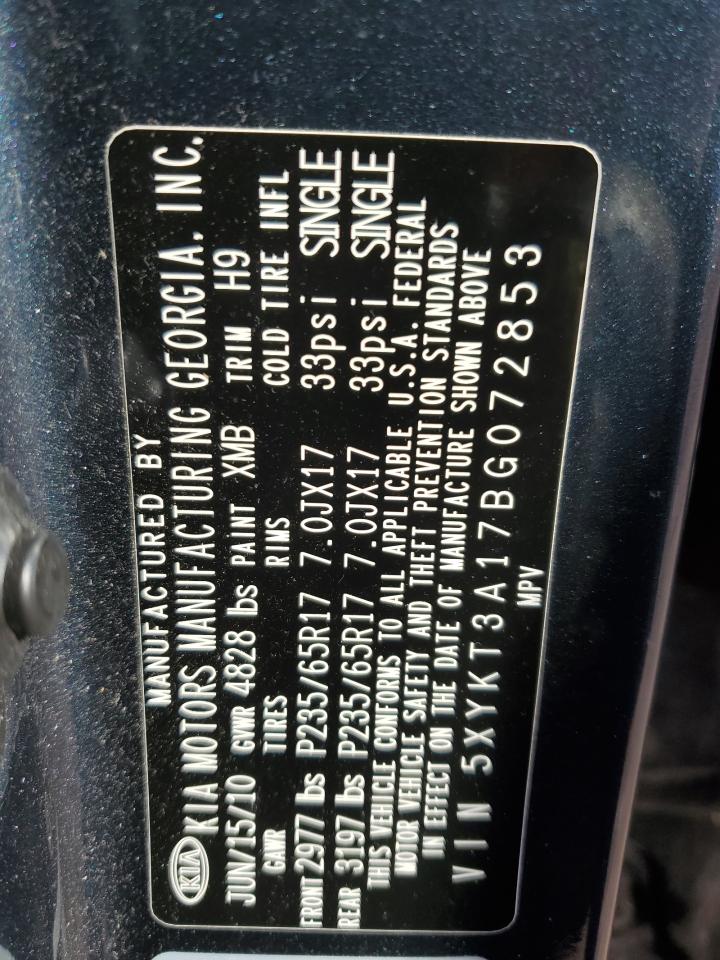 MANUFACTURED BY
KIA KIA MOTORS MANUFACTURING GEORGIA. INC.
JUN/15/10 GVWR 4828 lbs PAINT XMB TRIM H9
GAWR TIRES RIMS COLD TIRE INFL
FRONT 2977 lbs P235/65R17 7.0JX17 33psi SINGLE
REAR 3197 lbs P235/65R17 7.0JX17 33psi SINGLE
THIS VEHICLE CONFORMS TO ALL APPLICABLE U.S.A. FEDERAL
MOTOR VEHICLE SAFETY AND THEFT PREVENTION STANDARDS
IN EFFECT ON THE DATE OF MANUFACTURE SHOWN ABOVE
VIN 5XYKT3A17BG072853
MPV